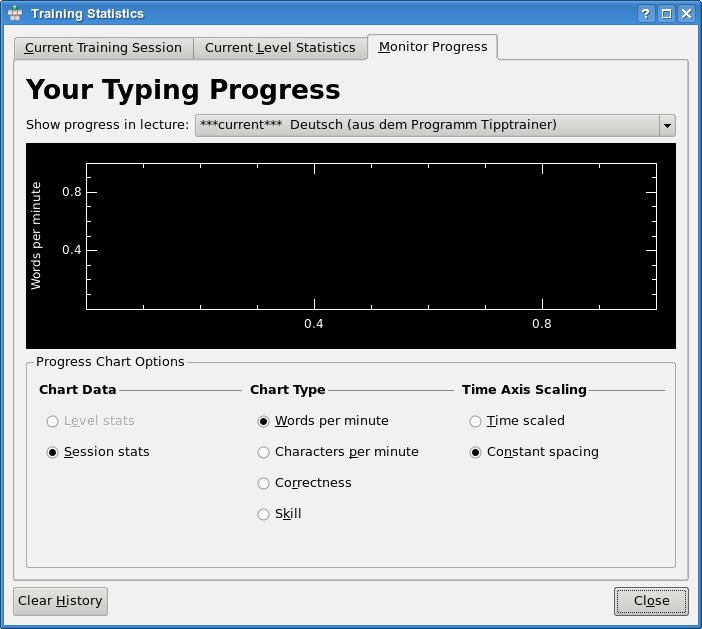 Training Statistics
Current Training Session
Current Level Statistics
Monitor Progress
Your Typing Progress
Show progress in lecture: ***current*** Deutsch (aus dem Programm Tipptrainer)
Words per minute
0.8
0.4
0.4 0.8
Progress Chart Options
Chart Data Chart Type Time Axis Scaling
Level stats Words per minute Time scaled
Session stats Characters per minute Constant spacing
Correctness
Skill
Clear History Close